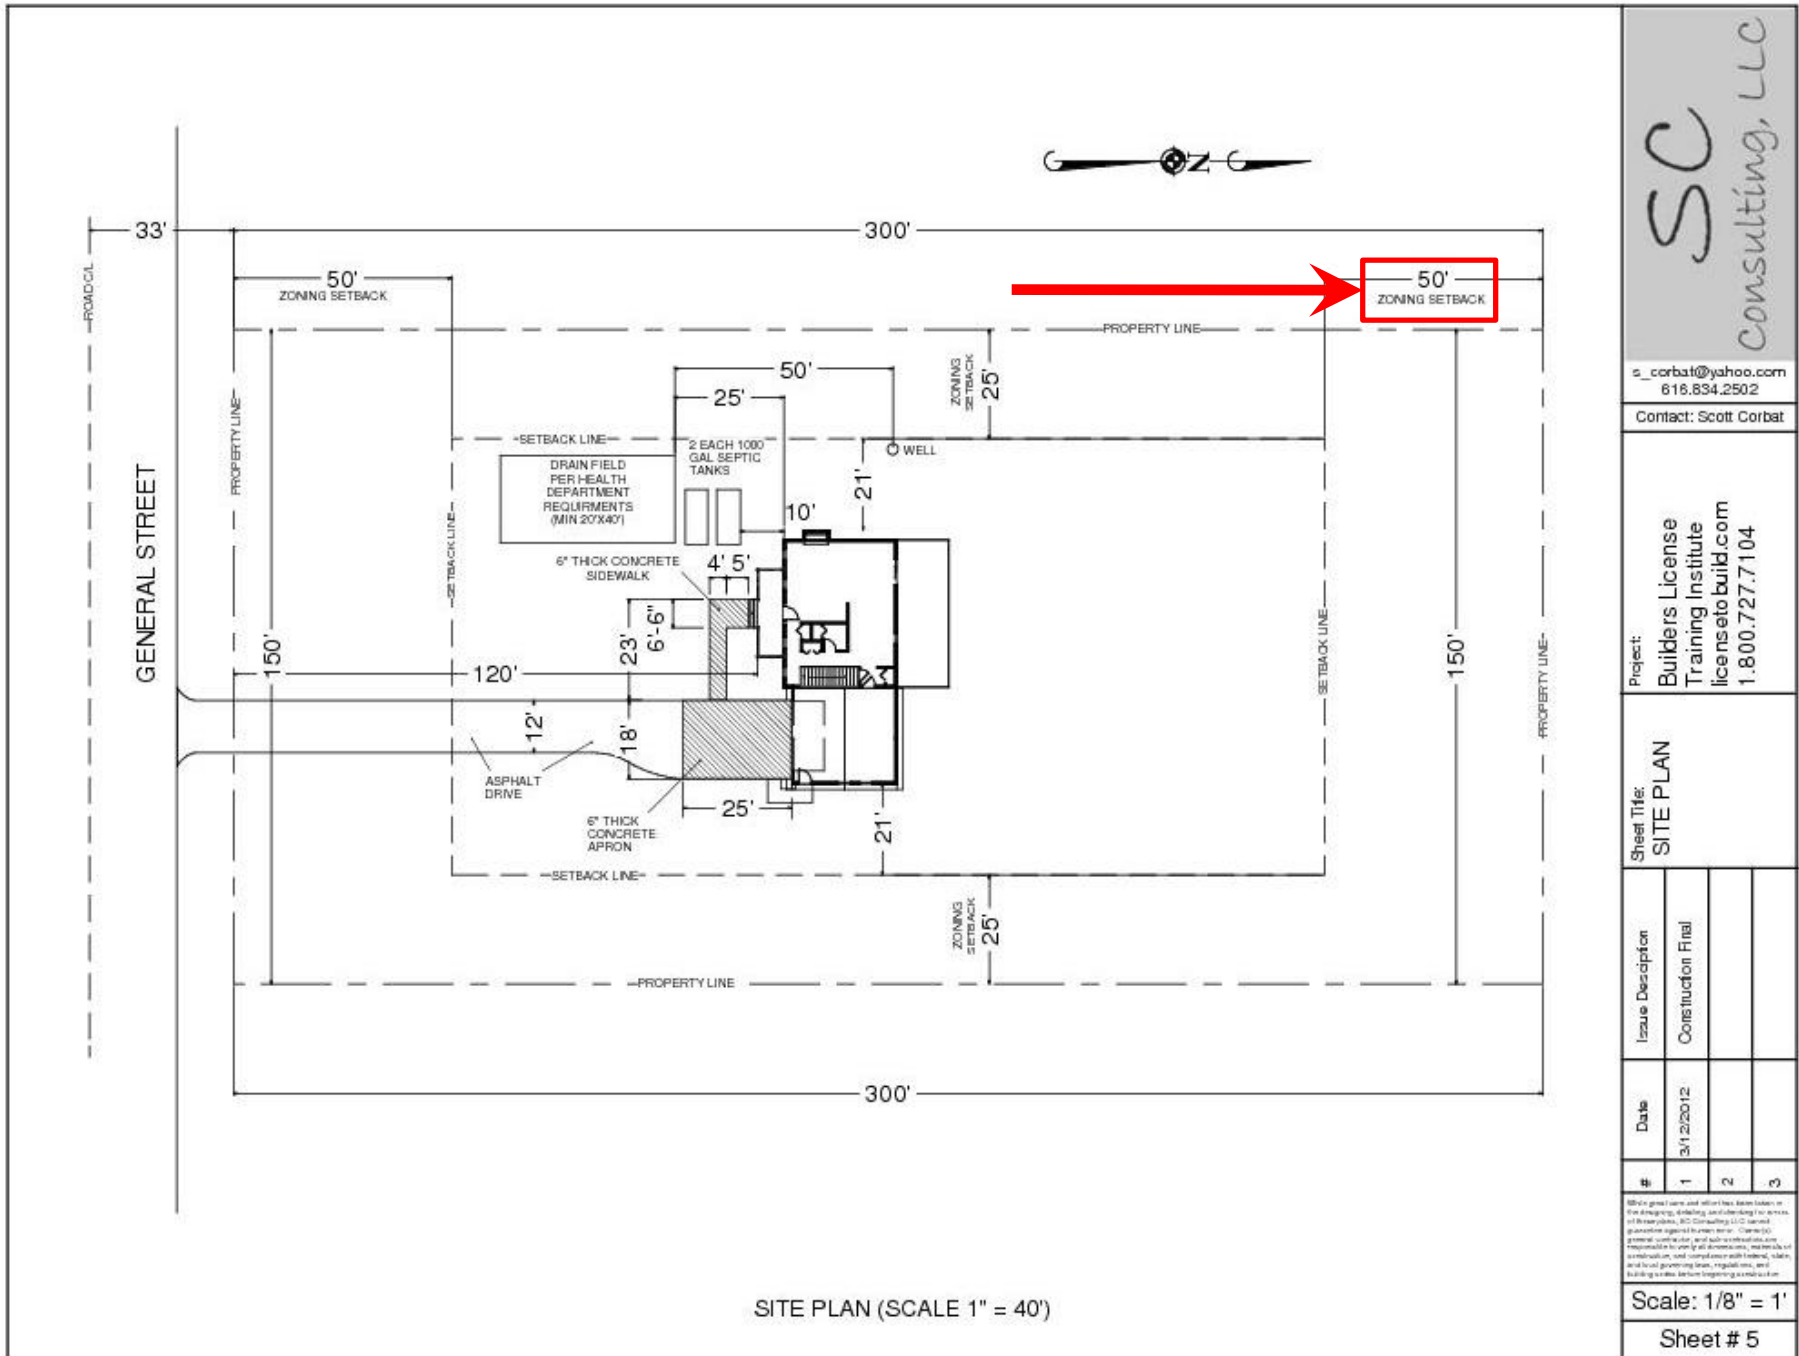 33'
300'
50'
ZONING SETBACK
50'
ZONING SETBACK
ROAD C/L
PROPERTY LINE
50'
25'
ZONING
SETBACK
25'
SETBACK LINE
2 EACH 1000
GAL SEPTIC
TANKS
WELL
DRAIN FIELD
PER HEALTH
DEPARTMENT
REQUIRMENTS
(MIN 20'X40')
PROPERTY LINE
SETBACK LINE
21'
10'
6" THICK CONCRETE
SIDEWALK
4' 5'
GENERAL STREET
150'
23'
6'-6"
120'
12'
18'
SETBACK LINE
150'
PROPERTY LINE
ASPHALT
DRIVE
25'
6" THICK
CONCRETE
APRON
21'
SETBACK LINE
ZONING
SETBACK
25'
PROPERTY LINE
300'
SITE PLAN (SCALE 1" = 40')
N
SC
Consulting, LLC
s_corbat@yahoo.com
616.834.2502
Contact: Scott Corbat
Project:
Builders License
Training Institute
licensetobuild.com
1.800.727.7104
Sheet Title:
SITE PLAN
# Date Issue Desciption
1 3/12/2012 Construction Final
2
3
Scale: 1/8" = 1'
Sheet # 5